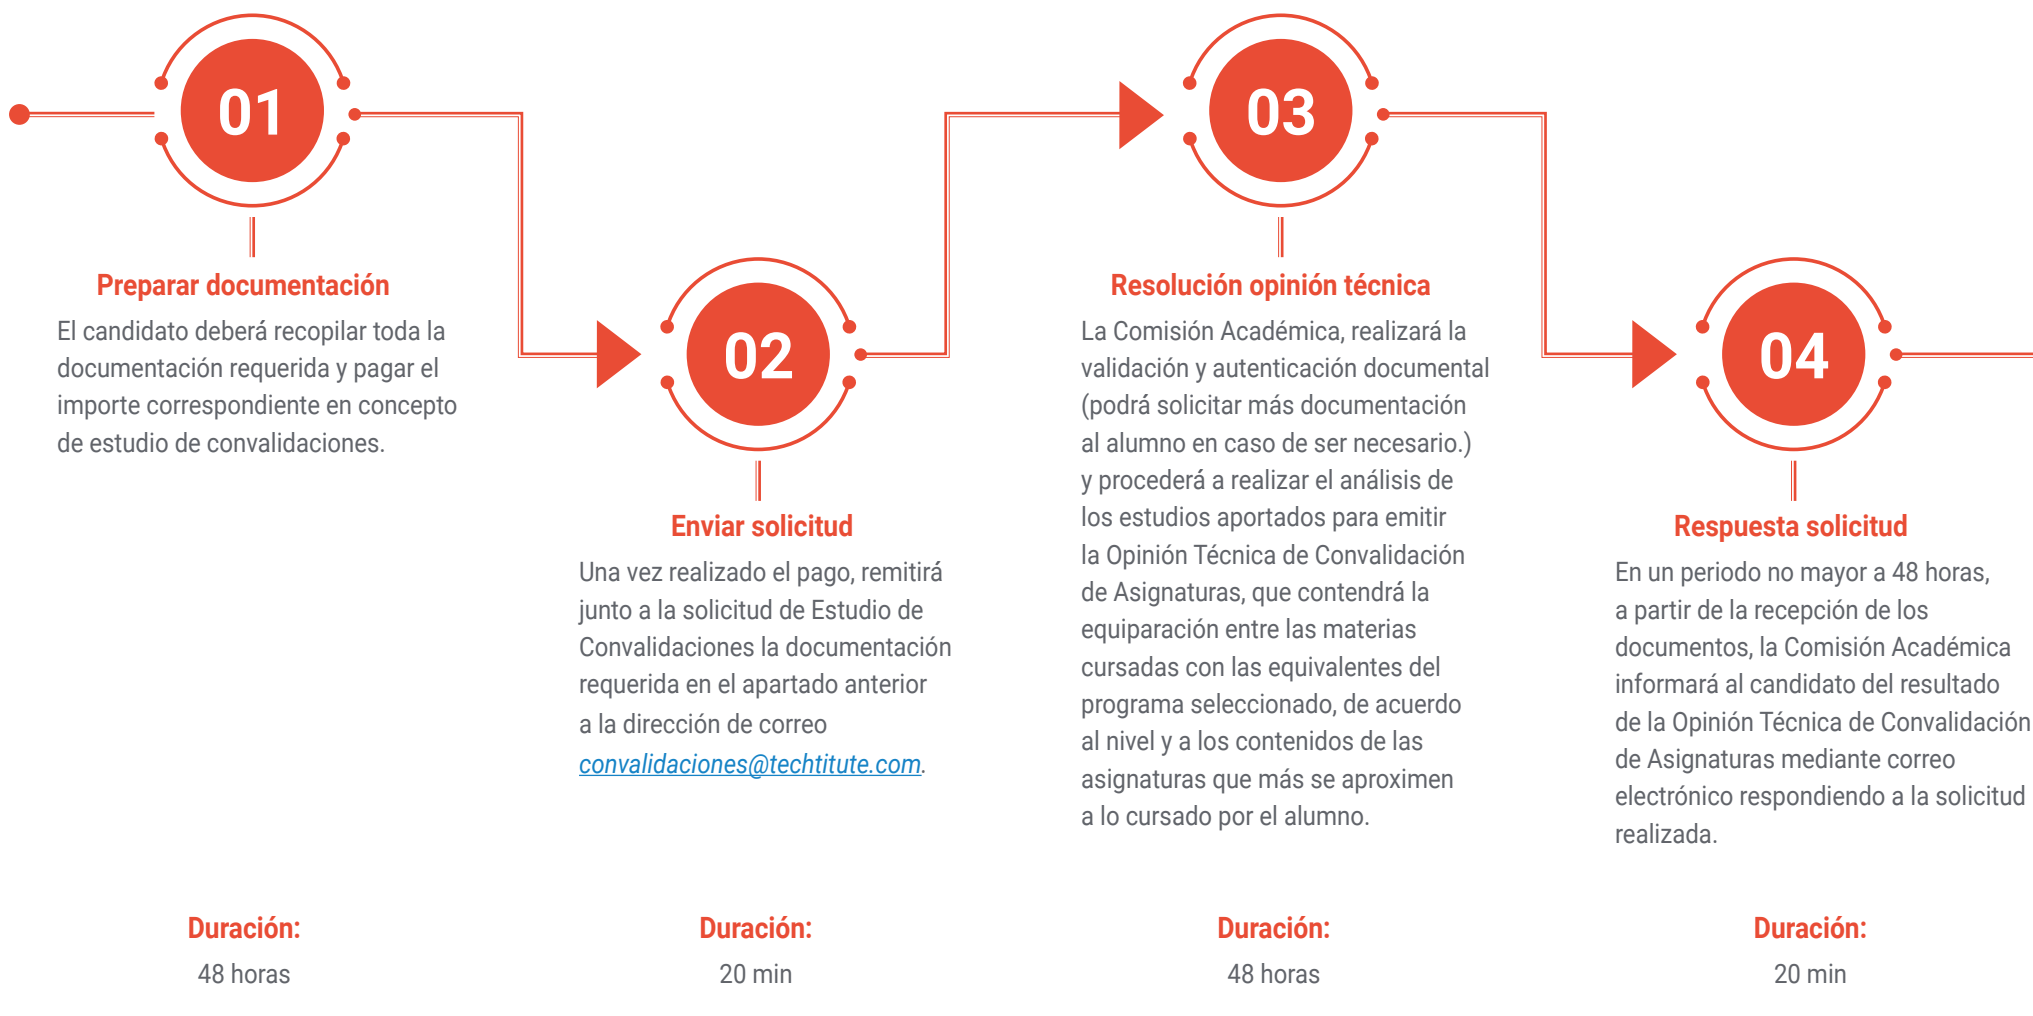 01
Preparar documentación
El candidato deberá recopilar toda la
documentación requerida y pagar el
importe correspondiente en concepto
de estudio de convalidaciones.
Duración:
48 horas
02
Enviar solicitud
Una vez realizado el pago, remitirá
junto a la solicitud de Estudio de
Convalidaciones la documentación
requerida en el apartado anterior
a la dirección de correo
convalidaciones@techtitute.com.
Duración:
20 min
03
Resolución opinión técnica
La Comisión Académica, realizará la
validación y autenticación documental
(podrá solicitar más documentación
al alumno en caso de ser necesario.)
y procederá a realizar el análisis de
los estudios aportados para emitir
la Opinión Técnica de Convalidación
de Asignaturas, que contendrá la
equiparación entre las materias
cursadas con las equivalentes del
programa seleccionado, de acuerdo
al nivel y a los contenidos de las
asignaturas que más se aproximen
a lo cursado por el alumno.
Duración:
48 horas
04
Respuesta solicitud
En un periodo no mayor a 48 horas,
a partir de la recepción de los
documentos, la Comisión Académica
informará al candidato del resultado
de la Opinión Técnica de Convalidación
de Asignaturas mediante correo
electrónico respondiendo a la solicitud
realizada.
Duración:
20 min